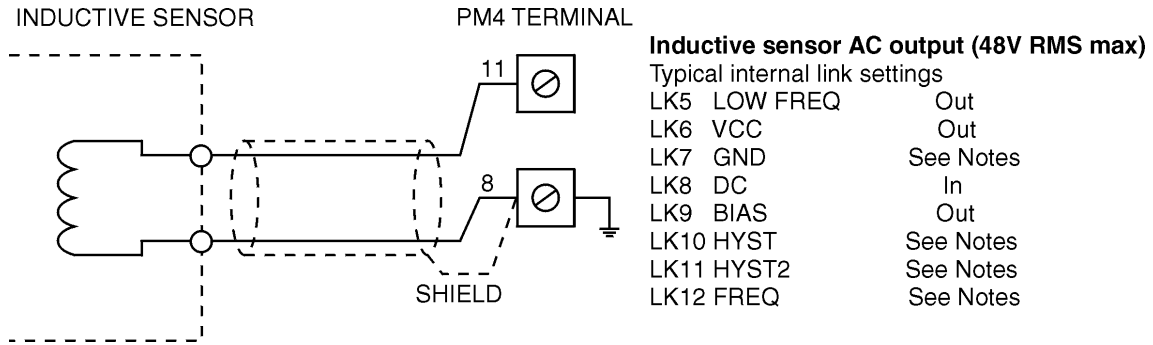 INDUCTIVE SENSOR
PM4 TERMINAL
11
8
SHIELD
Inductive sensor AC output (48V RMS max)
Typical internal link settings
LK5 LOW FREQ Out
LK6 VCC Out
LK7 GND See Notes
LK8 DC In
LK9 BIAS Out
LK10 HYST See Notes
LK11 HYST2 See Notes
LK12 FREQ See Notes